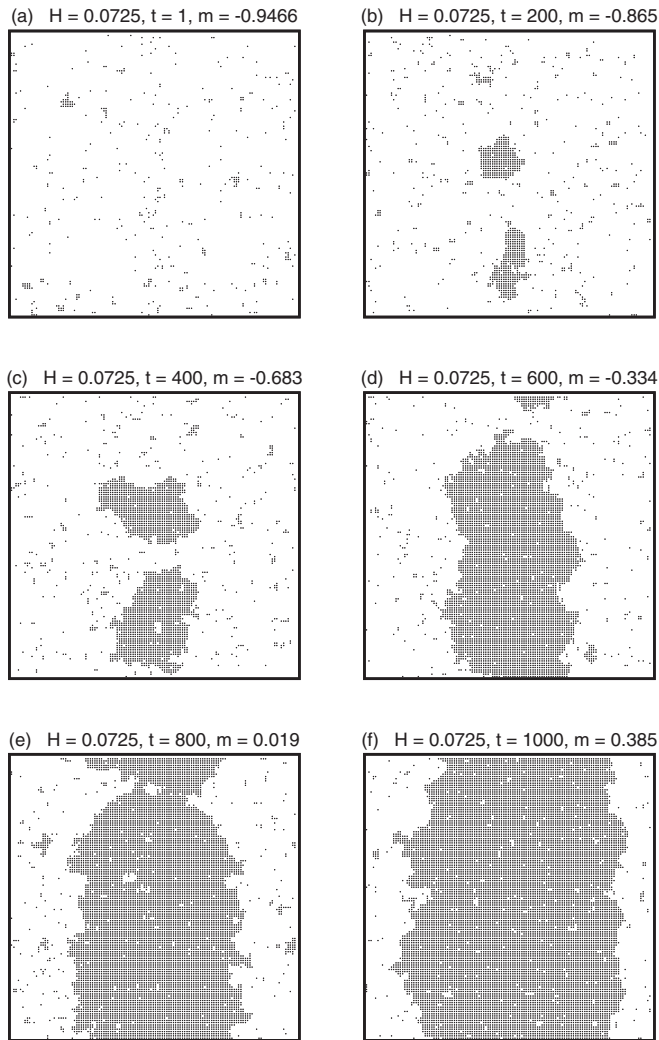 (a) H = 0.0725, t = 1, m = -0.9466
(b) H = 0.0725, t = 200, m = -0.865
(c) H = 0.0725, t = 400, m = -0.683
(d) H = 0.0725, t = 600, m = -0.334
(e) H = 0.0725, t = 800, m = 0.019
(f) H = 0.0725, t = 1000, m = 0.385